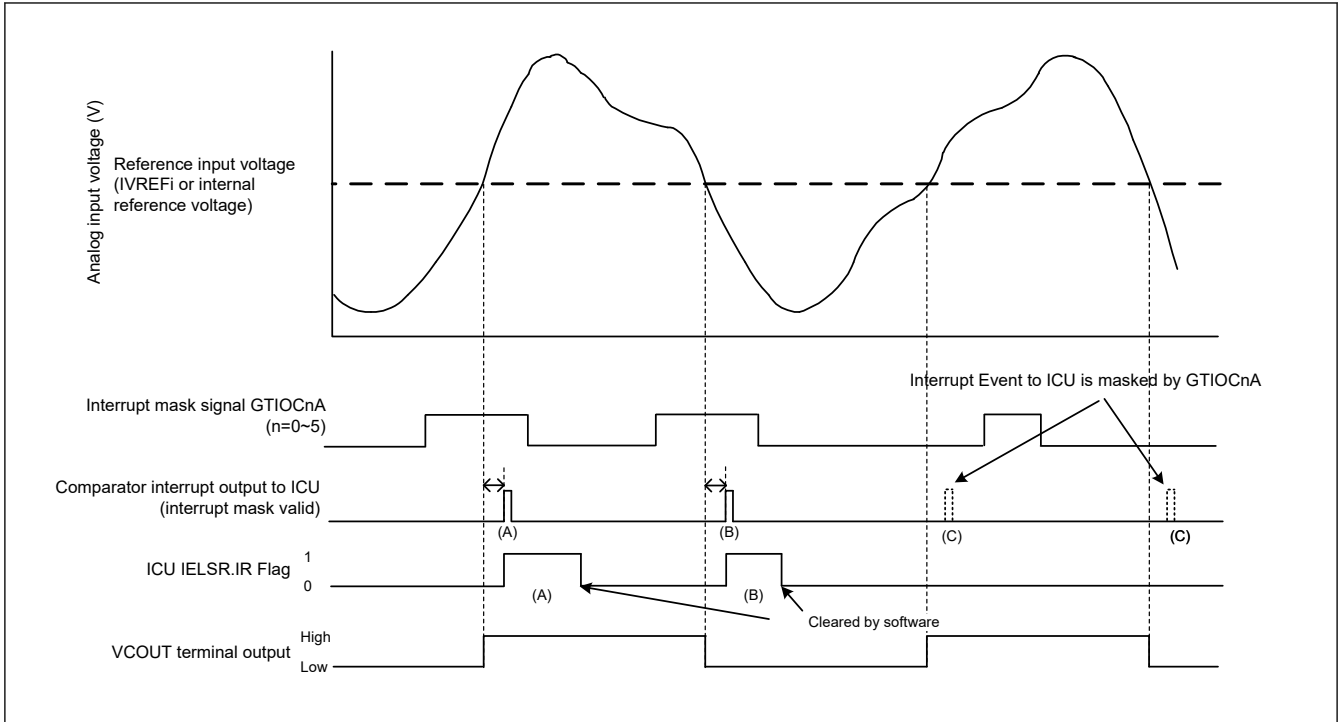 Analog input voltage (V)
Reference input voltage
(IVREFi or internal
reference voltage)
Interrupt Event to ICU is masked by GTIOCnA
Interrupt mask signal GTIOCnA
(n=0~5)
Comparator interrupt output to ICU
(interrupt mask valid)
(A)
(B)
(C)
(C)
ICU IELSR.IR Flag
1
0
(A)
(B)
Cleared by software
VCOUT terminal output
High
Low